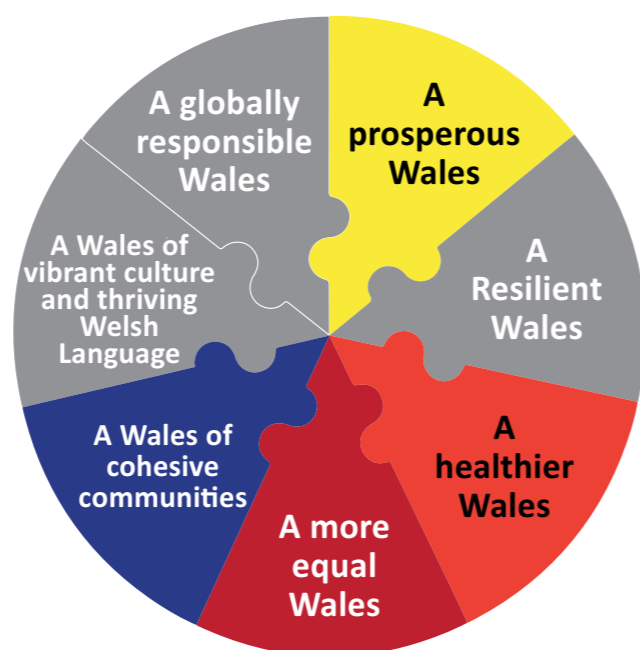 A
prosperous
Wales
A
Resilient
Wales
A
healthier
Wales
A more
equal
Wales
A Wales of
cohesive
communities
A Wales of
vibrant culture
and thriving
Welsh
Language
A globally
responsible
Wales